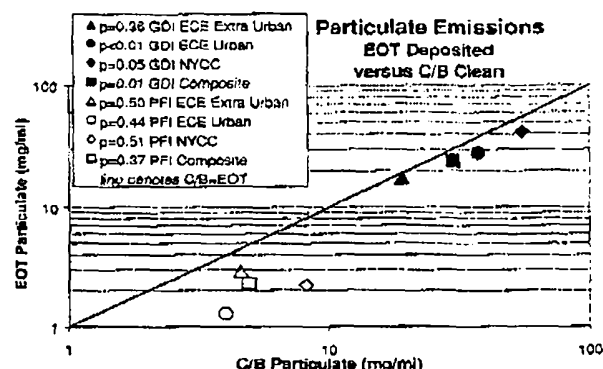 Particulate Emissions
EOT Deposited
versus C/B Clean
p=0.36 GDI ECE Extra Urban
p<0.01 GDI ECE Urban
p=0.05 GDI NYCC
p=0.01 GDI Composite
p=0.50 PFI ECE Extra Urban
p=0.44 PFI ECE Urban
p=0.51 PFI NYCC
p=0.37 PFI Composite
line denotes C/B=EOT
EOT Particulate (mg/mi)
100
10
1
1
10
100
C/B Particulate (mg/mi)